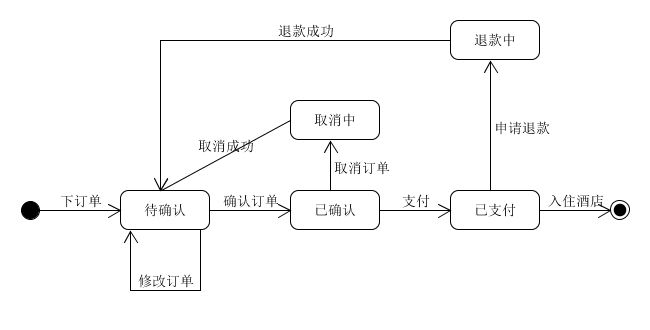 退款成功
退款中
取消中
申请退款
取消成功
取消订单
下订单
待确认
确认订单
已确认
支付
已支付
入住酒店
修改订单